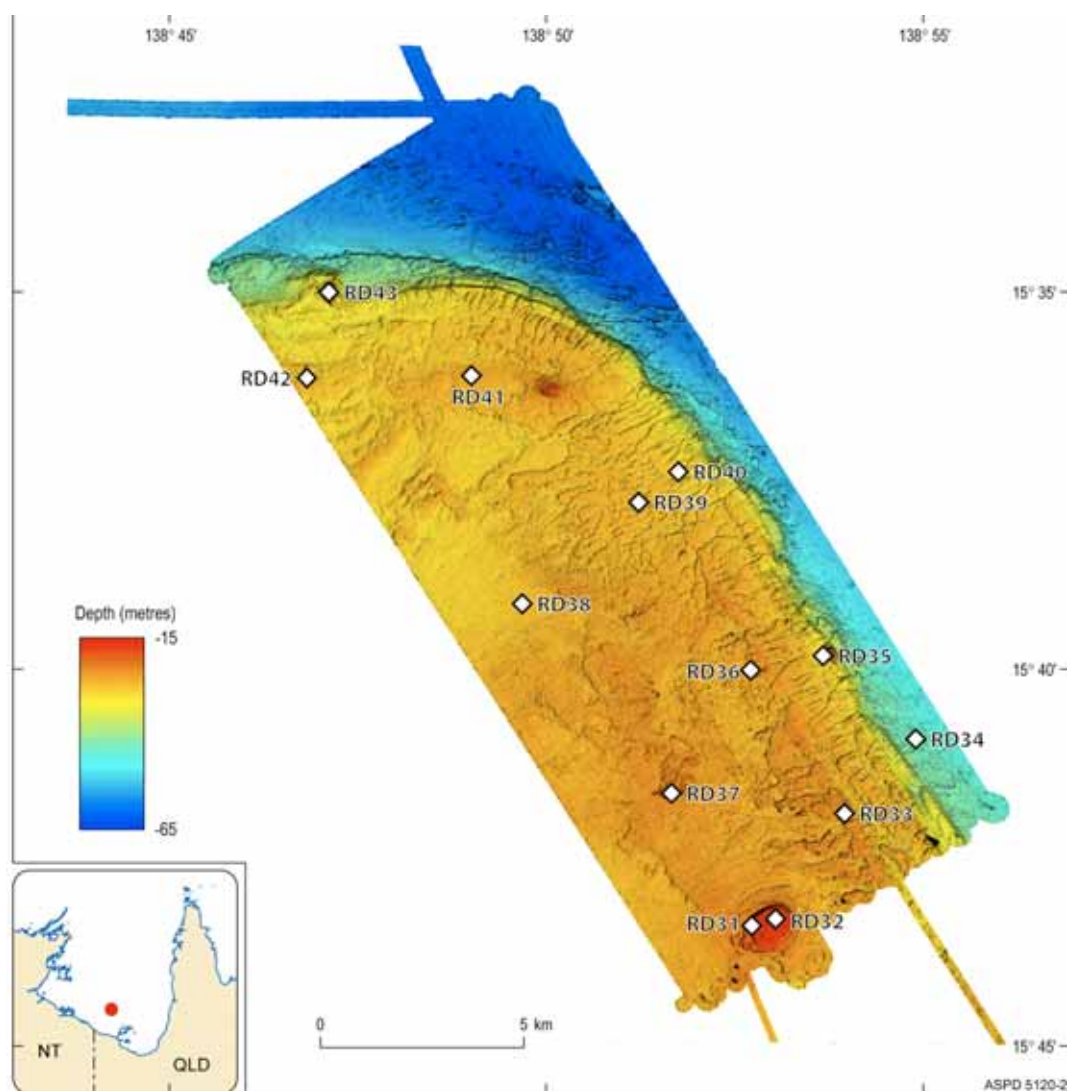 138° 45'
138° 50'
138° 55'
15° 35'
RD43
RD42
RD41
RD40
RD39
RD38
Depth (metres)
-15
-65
RD36
RD35
15° 40'
RD34
RD37
RD33
RD31
RD32
NT
QLD
0
5 km
15° 45'
ASPD 5120-2